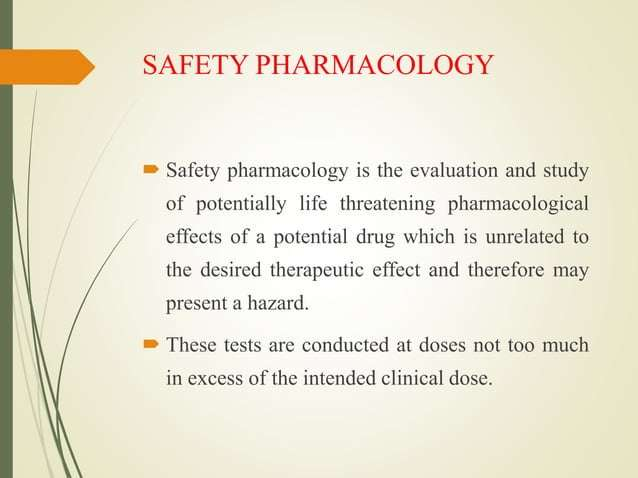 SAFETY PHARMACOLOGY
Safety pharmacology is the evaluation and study
of potentially life threatening pharmacological
effects of a potential drug which is unrelated to
the desired therapeutic effect and therefore may
present a hazard.
These tests are conducted at doses not too much
in excess of the intended clinical dose.